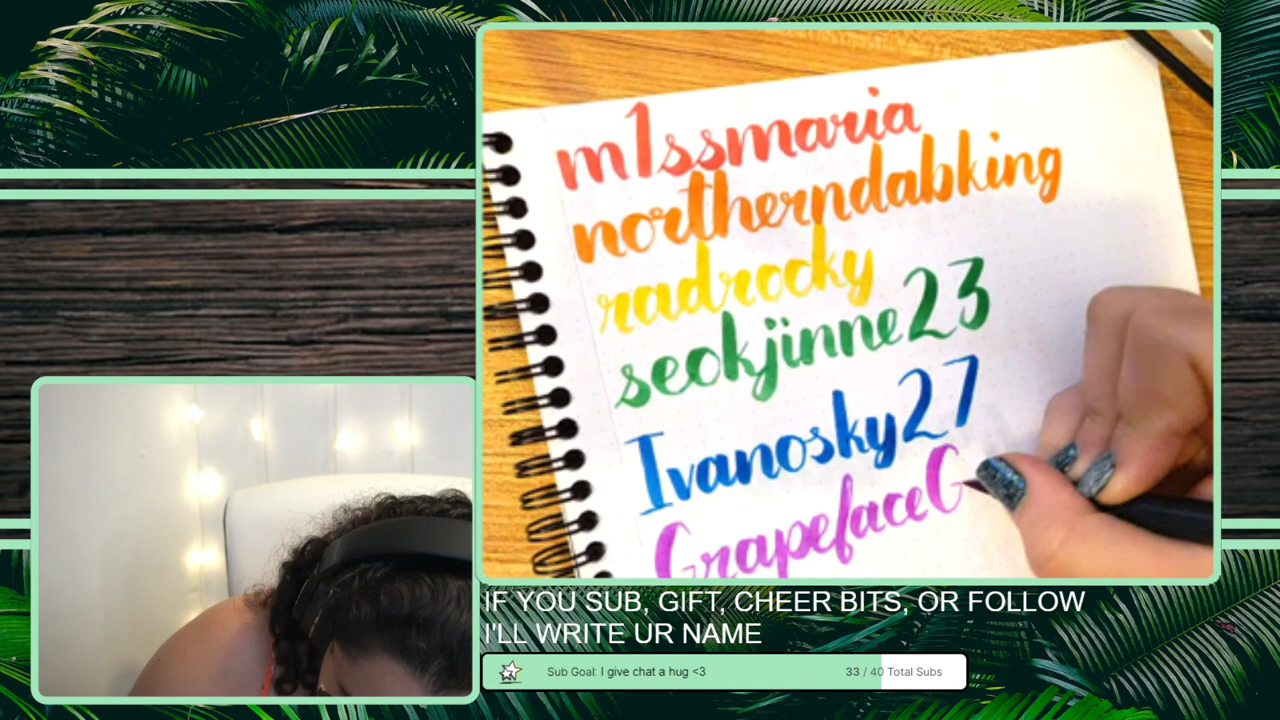 m1ssmaria
northerndabking
radrocky
seokjinne23
Ivanosky27
GrapefaceG
IF YOU SUB, GIFT, CHEER BITS, OR FOLLOW
I'LL WRITE UR NAME
Sub Goal: I give chat a hug <3 33 / 40 Total Subs